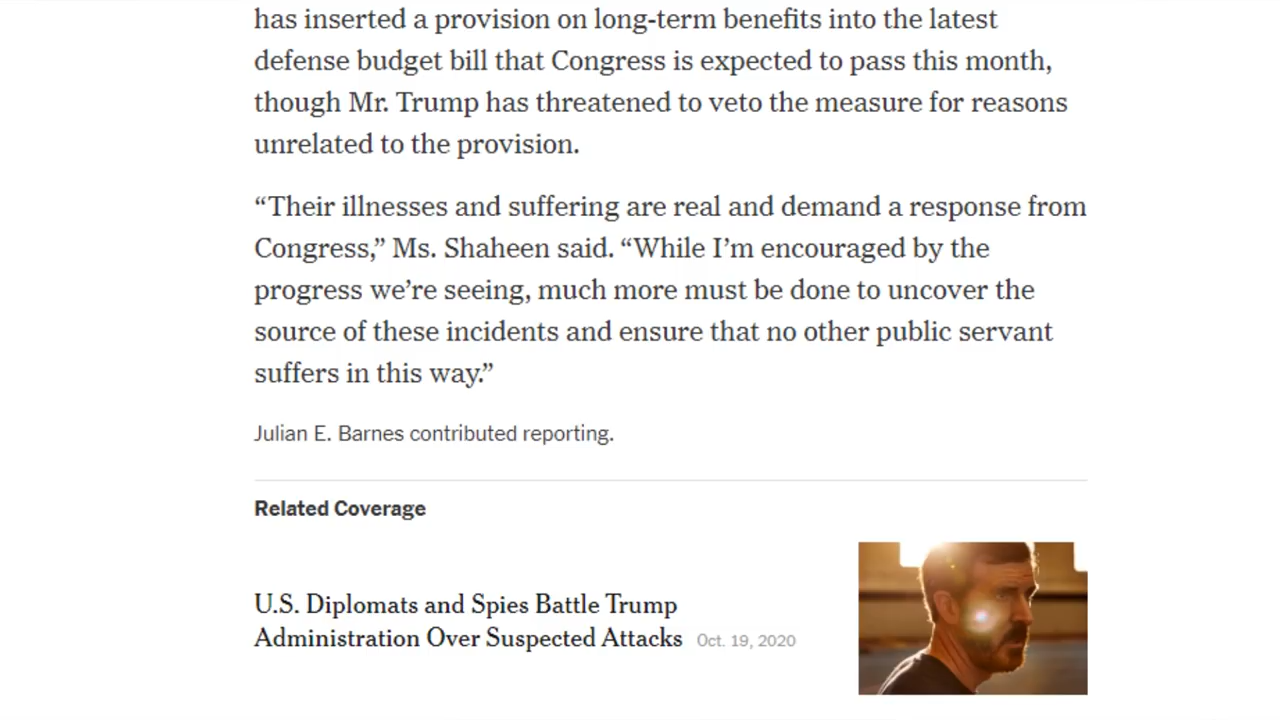 has inserted a provision on long-term benefits into the latest
defense budget bill that Congress is expected to pass this month,
though Mr. Trump has threatened to veto the measure for reasons
unrelated to the provision.
“Their illnesses and suffering are real and demand a response from
Congress,” Ms. Shaheen said. “While I’m encouraged by the
progress we’re seeing, much more must be done to uncover the
source of these incidents and ensure that no other public servant
suffers in this way.”
Julian E. Barnes contributed reporting.
Related Coverage
U.S. Diplomats and Spies Battle Trump
Administration Over Suspected Attacks Oct. 19, 2020